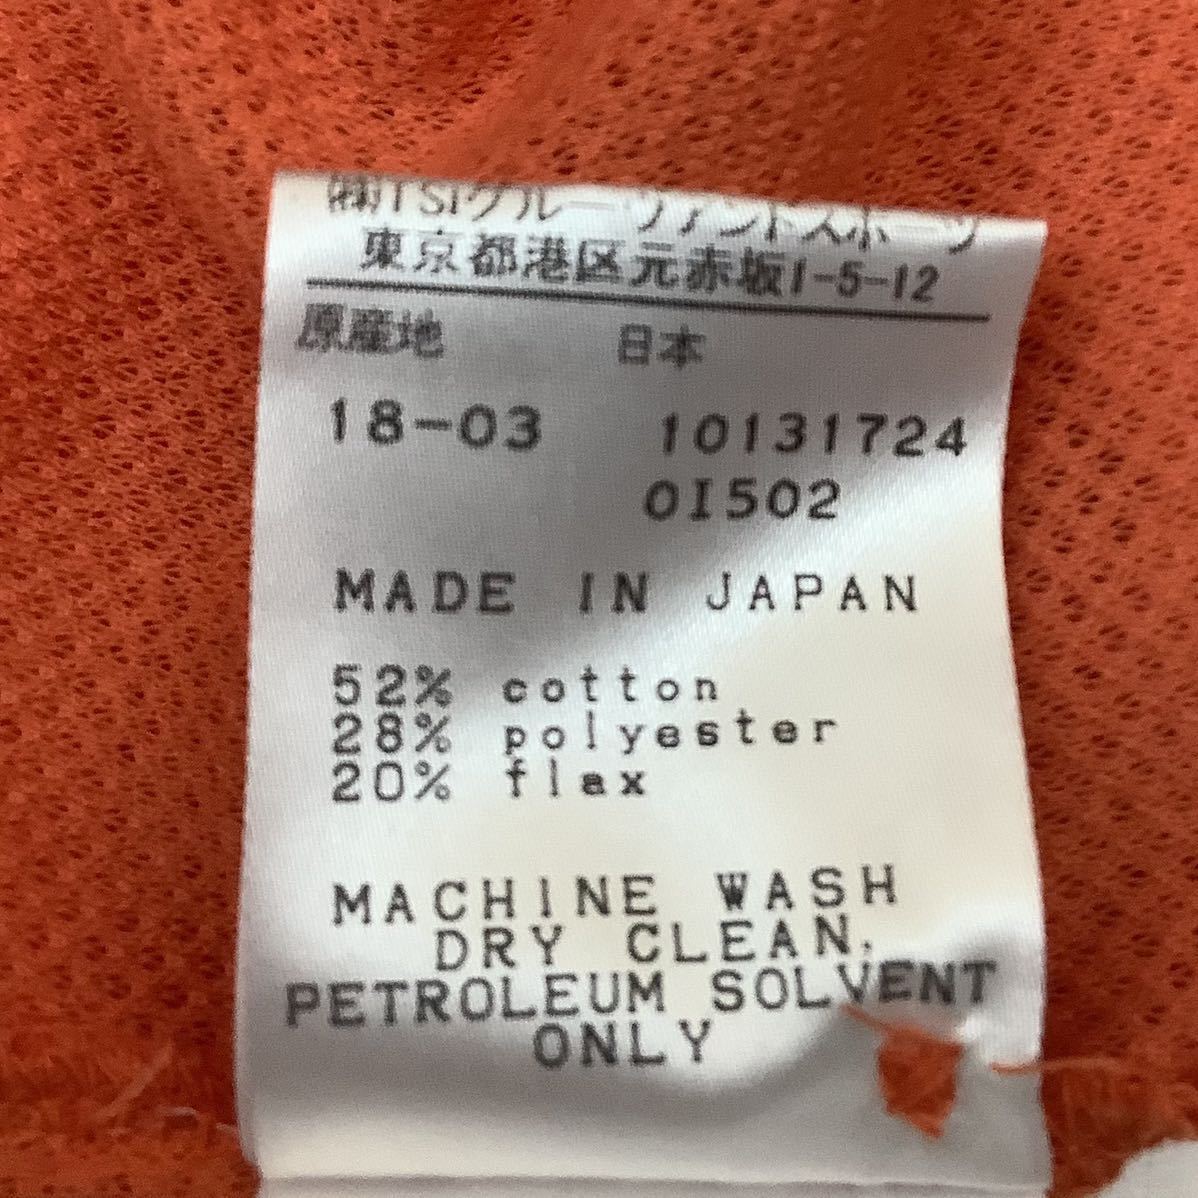 ㈱TSIグルーヴアンドスポーツ
東京都港区元赤坂1-5-12
原産地 日本
18-03 10131724
01502
MADE IN JAPAN
52% cotton
28% polyester
20% flax
MACHINE WASH
DRY CLEAN,
PETROLEUM SOLVENT
ONLY